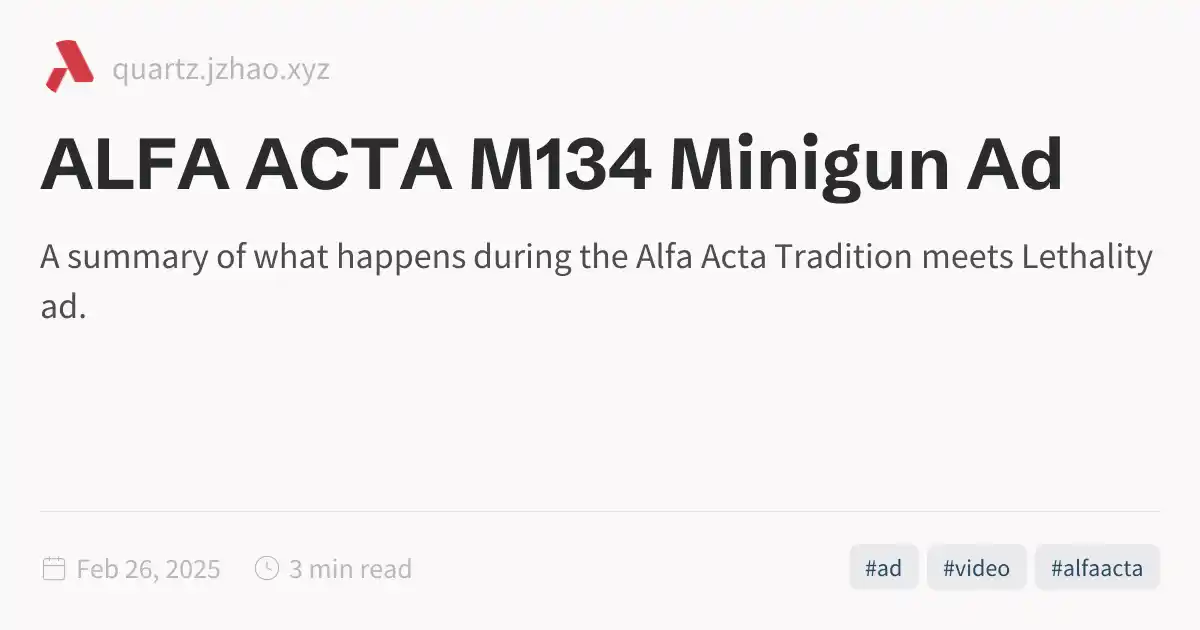 quartz.jzhao.xyz
ALFA ACTA M134 Minigun Ad
A summary of what happens during the Alfa Acta Tradition meets Lethality
ad.
Feb 26, 2025 3 min read #ad #video #alfaacta